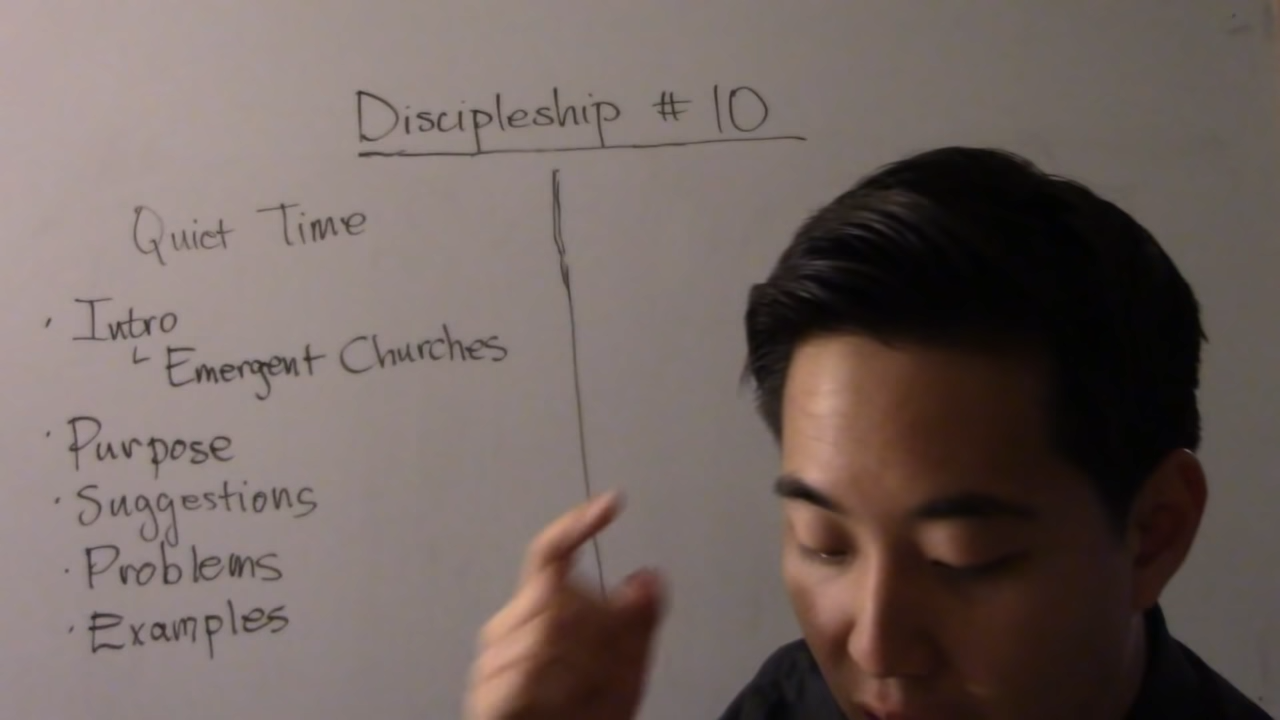 Discipleship # 10
Quiet Time
· Intro
└ Emergent Churches
· Purpose
· Suggestions
· Problems
· Examples